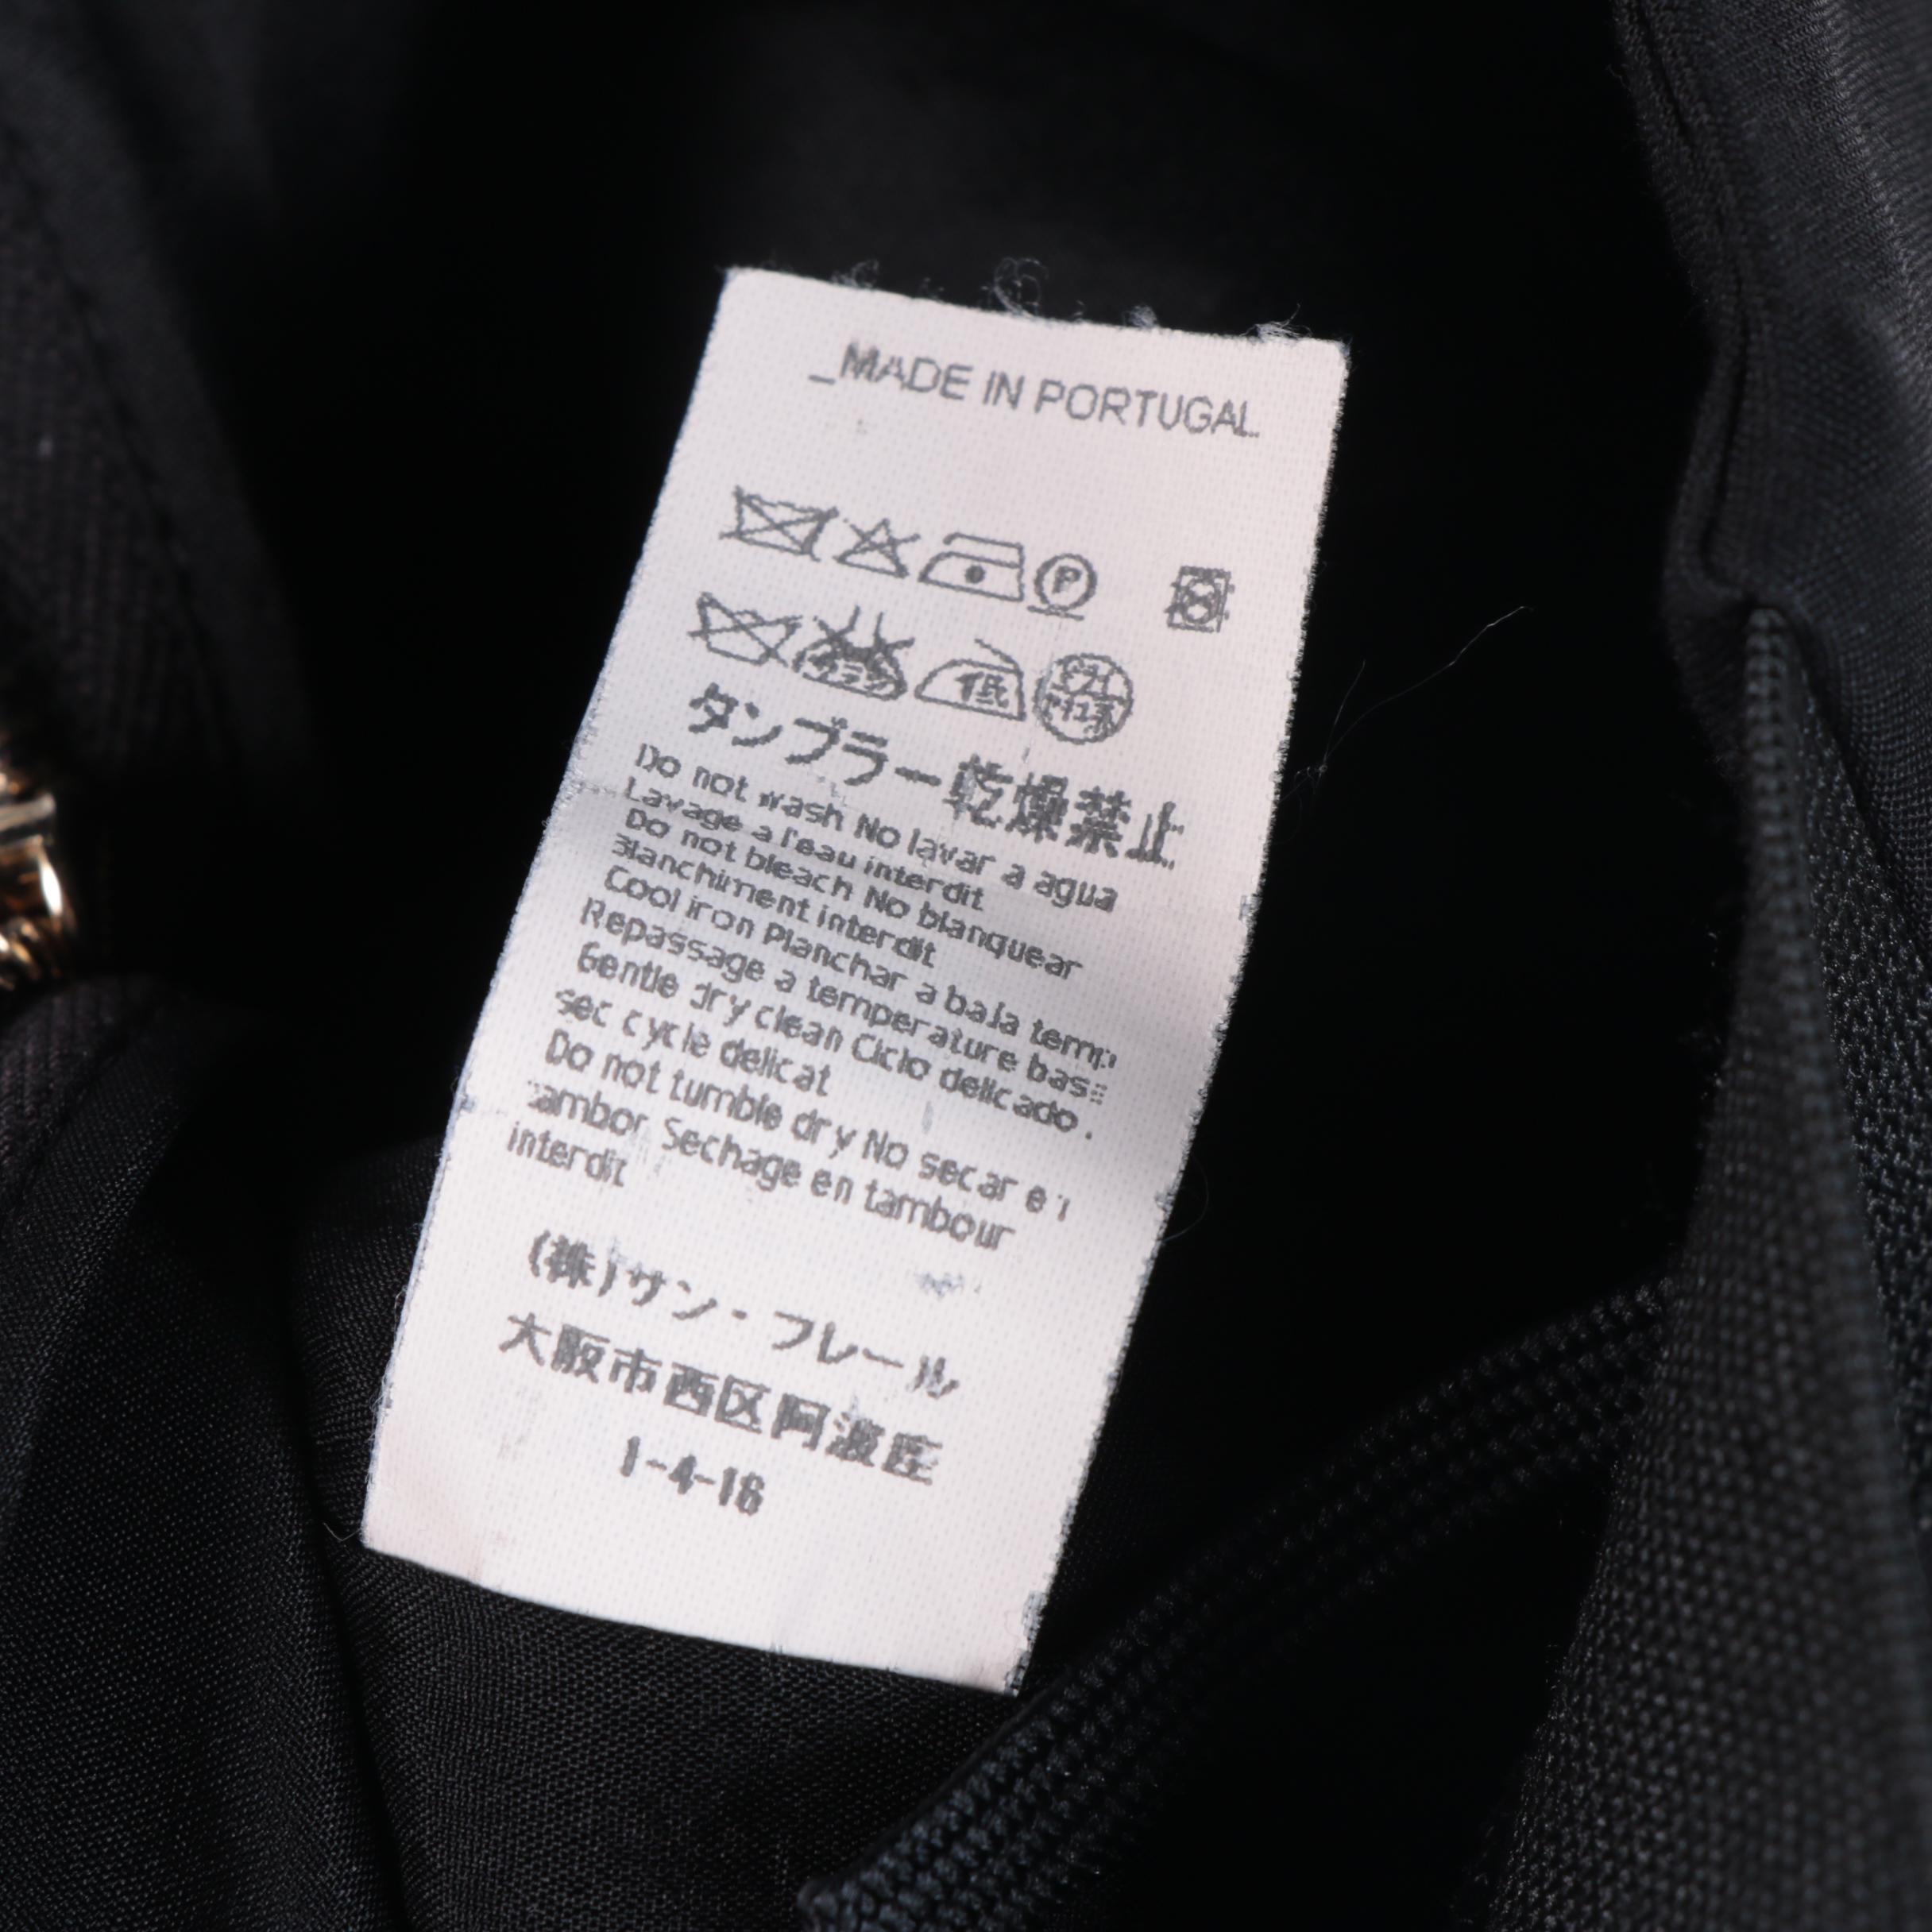 _MADE IN PORTUGAL
P
低
タンブラー乾燥禁止
Do not wash No lavar a agua
Lavage a l'eau interdit
Do not bleach No blanquear
Blanchiment interdit
Cool iron Planchar a baja temp
Repassage a temperature
Gentle dry clean Ciclo delicado.
sec cycle delicat
Do not tumble dry No secar en
tambor Sechage en tambour
interdit
(株)サン・フレール
大阪市西区阿波座
1-4-16